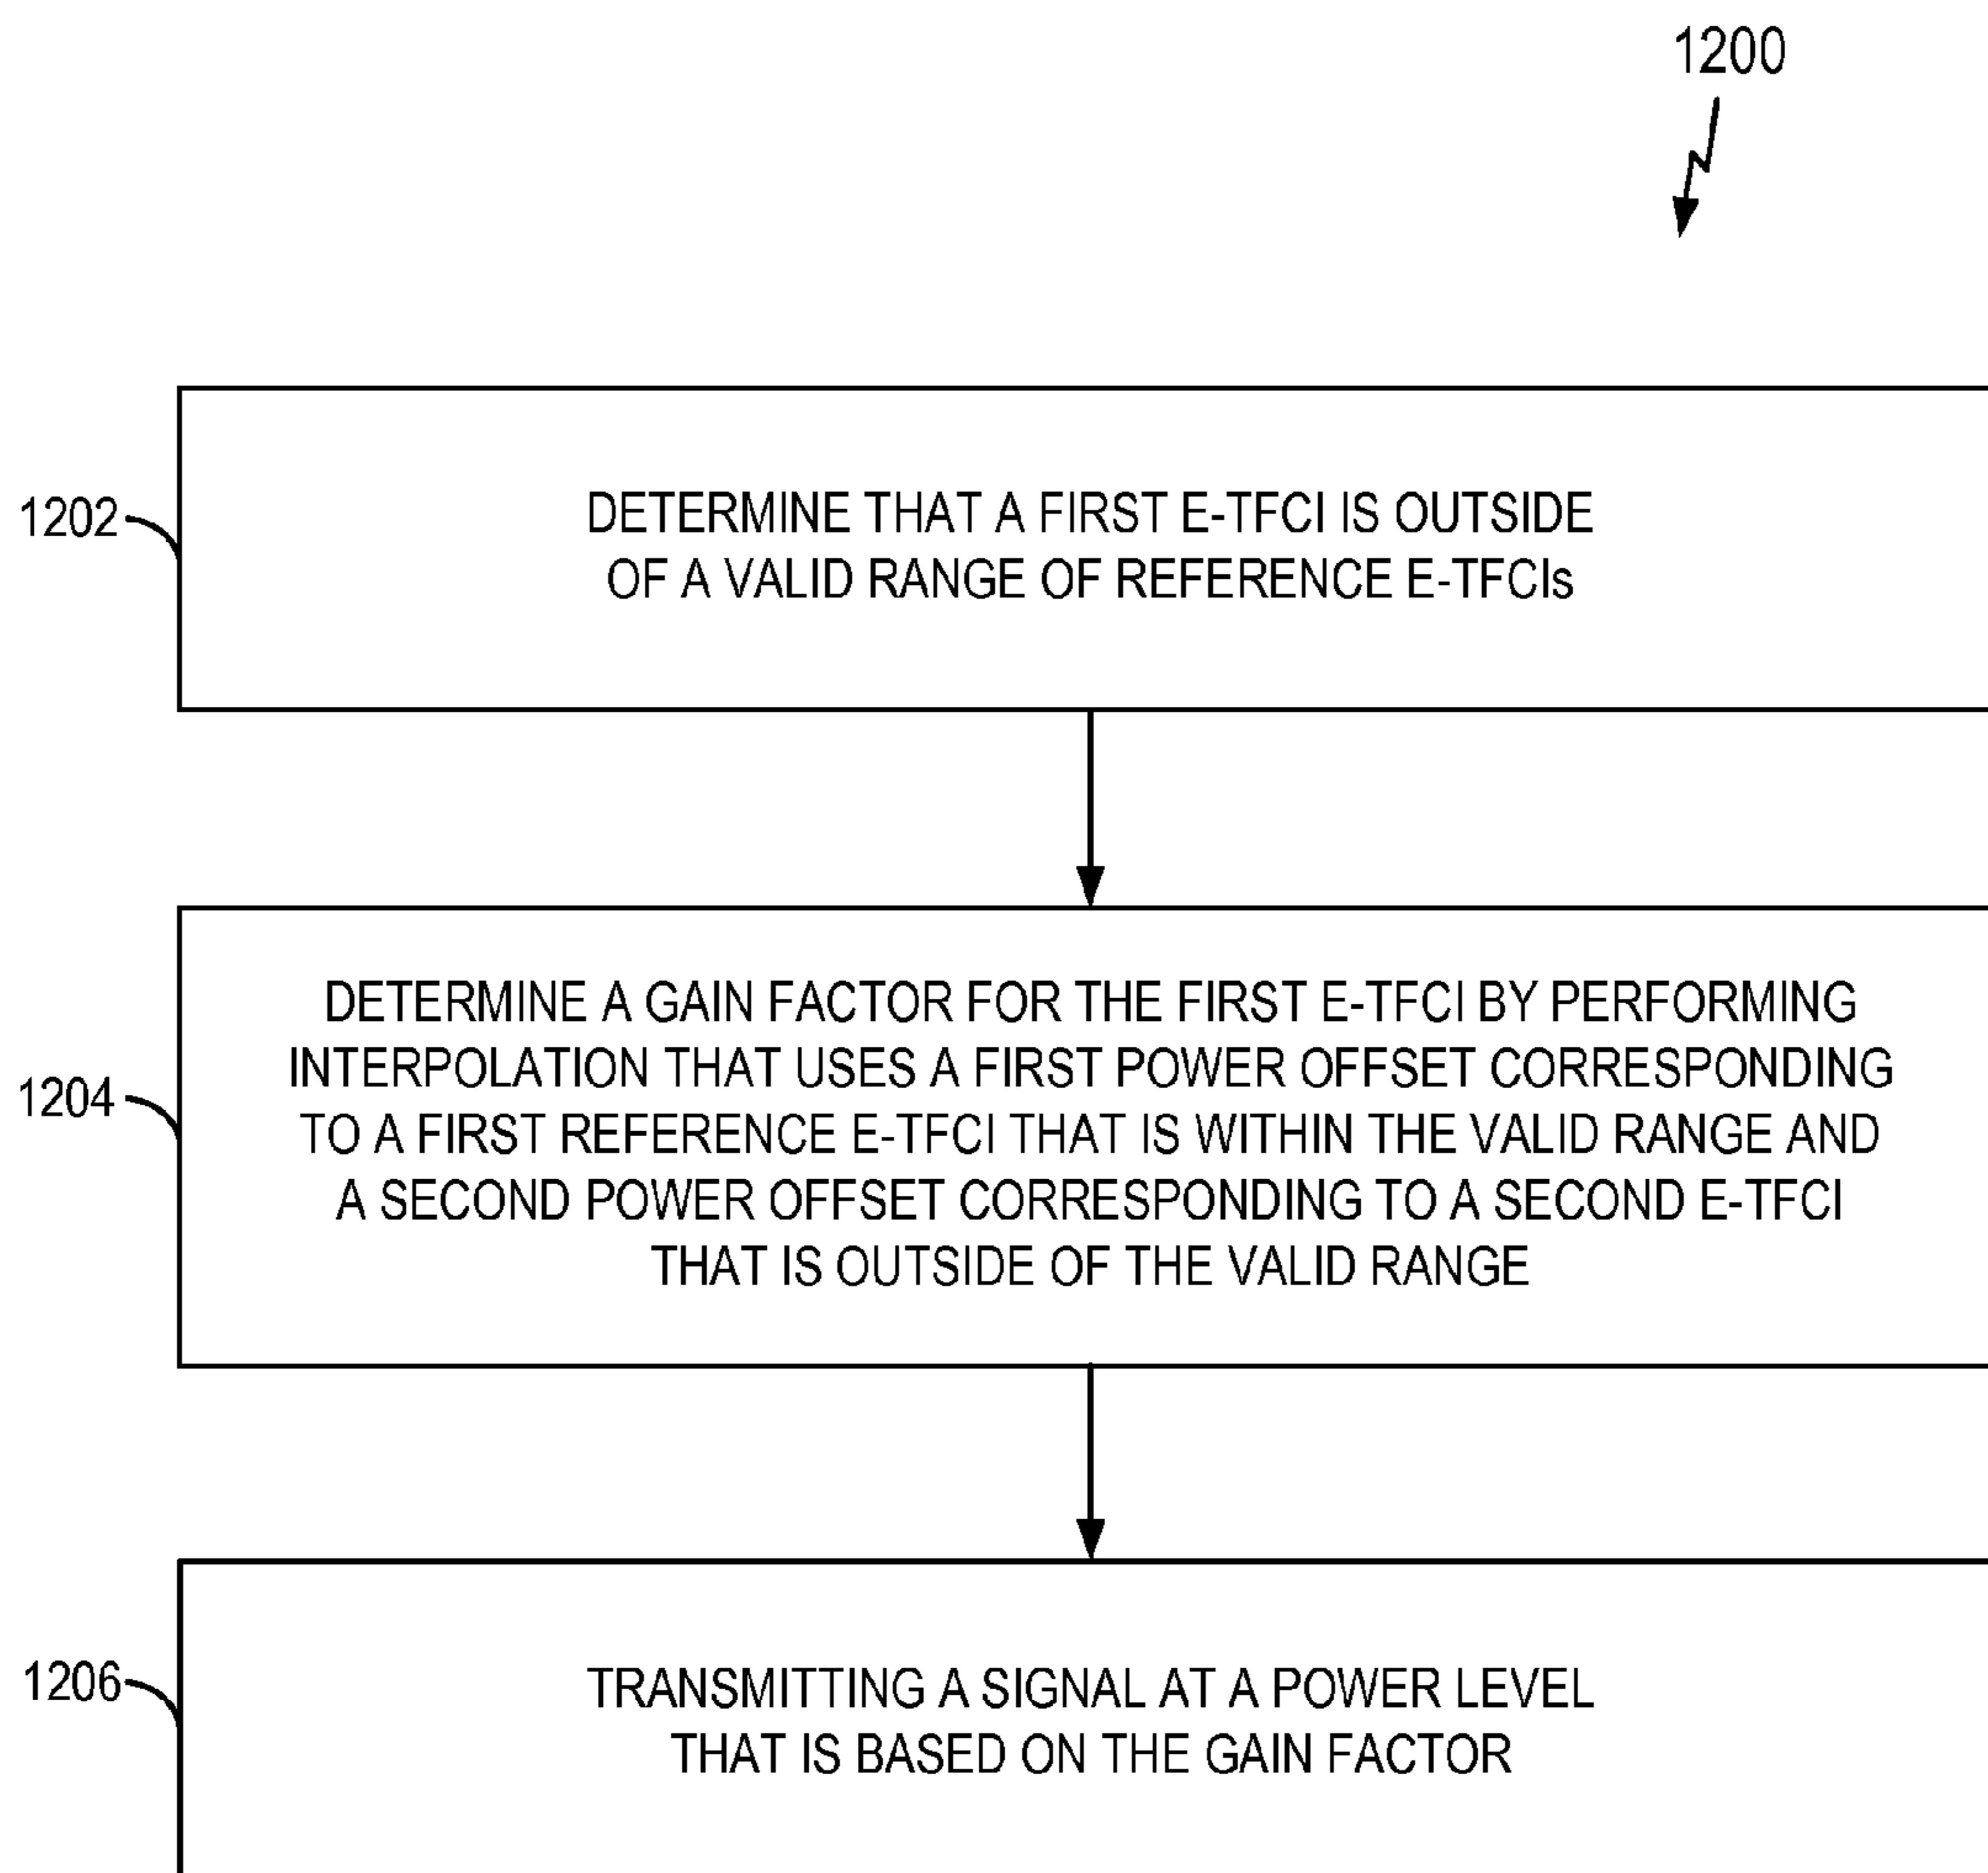 1200
1202
DETERMINE THAT A FIRST E-TFCI IS OUTSIDE
OF A VALID RANGE OF REFERENCE E-TFCIs
1204
DETERMINE A GAIN FACTOR FOR THE FIRST E-TFCI BY PERFORMING
INTERPOLATION THAT USES A FIRST POWER OFFSET CORRESPONDING
TO A FIRST REFERENCE E-TFCI THAT IS WITHIN THE VALID RANGE AND
A SECOND POWER OFFSET CORRESPONDING TO A SECOND E-TFCI
THAT IS OUTSIDE OF THE VALID RANGE
1206
TRANSMITTING A SIGNAL AT A POWER LEVEL
THAT IS BASED ON THE GAIN FACTOR